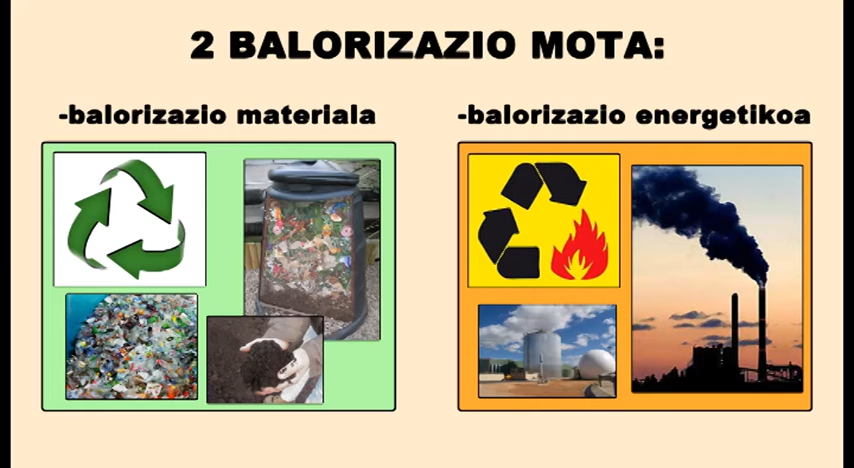 2 BALORIZAZIO MOTA:
-balorizazio materiala
-balorizazio energetikoa